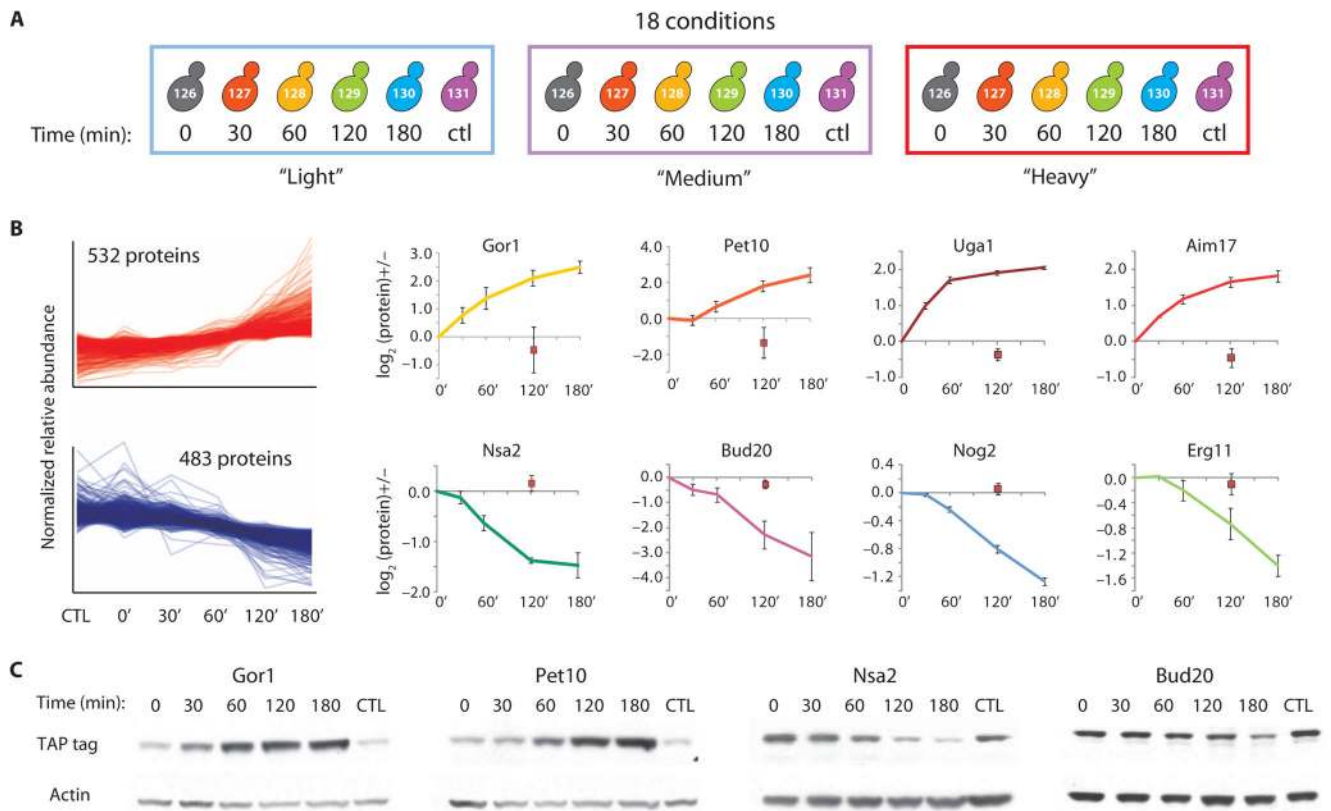 A
18 conditions
126 127 128 129 130 131 126 127 128 129 130 131 126 127 128 129 130 131
Time (min): 0 30 60 120 180 ctl 0 30 60 120 180 ctl 0 30 60 120 180 ctl
“Light” “Medium” “Heavy”
B
Normalized relative abundance
532 proteins
483 proteins
CTL 0′ 30′ 60′ 120′ 180′
log2 (protein)+/−
Gor1
3.0
2.0
1.0
0.0
−1.0
0′ 60′ 120′ 180′
Pet10
4.0
2.0
0.0
−2.0
0′ 60′ 120′ 180′
Uga1
2.0
1.0
0.0
−1.0
0′ 60′ 120′ 180′
Aim17
2.0
1.0
0.0
−1.0
0′ 60′ 120′ 180′
log2 (protein)+/−
Nsa2
0.0
−1.0
−2.0
0′ 60′ 120′ 180′
Bud20
0.0
−1.0
−2.0
−3.0
−4.0
0′ 60′ 120′ 180′
Nog2
0.4
0.0
−0.4
−0.8
−1.2
0′ 60′ 120′ 180′
Erg11
0.0
−0.4
−0.8
−1.2
−1.6
0′ 60′ 120′ 180′
C
Gor1 Pet10 Nsa2 Bud20
Time (min): 0 30 60 120 180 CTL 0 30 60 120 180 CTL 0 30 60 120 180 CTL 0 30 60 120 180 CTL
TAP tag
Actin